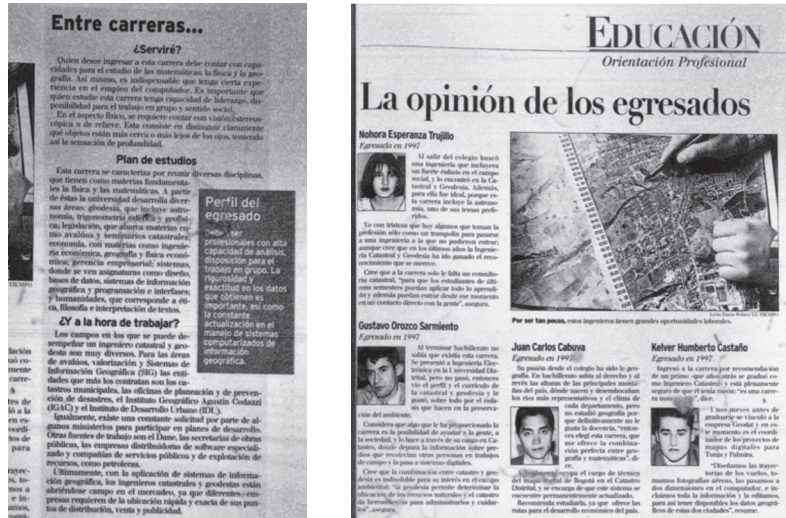 Entre carreras...
¿Serviré?
Quien desee ingresar a esta carrera debe contar con capa-
cidades para el estudio de las matemáticas, la física y la geo-
grafía. Así mismo, es indispensable que tenga cierta expe-
riencia en el empleo del computador. Es importante que
quien estudie esta carrera tenga capacidad de liderazgo, dis-
ponibilidad para el trabajo en grupo y sentido social.
En el aspecto físico, se requiere contar con visión estereos-
cópica o de relieve. Esta consiste en distinguir claramente
qué objetos están más cerca o más lejos de los ojos, teniendo
así la sensación de profundidad.
Plan de estudios
Esta carrera se caracteriza por reunir diversas disciplinas,
que tienen como materias fundamenta-
les la física y las matemáticas. A partir
de éstas la universidad desarrolla diver-
sas áreas: geodesia, que incluye astro-
nomía, trigonometría esférica y geofísi-
ca; legislación, que abarca materias co-
mo avalúos y seminarios catastrales;
economía, con materias como ingenie-
ría económica, geografía y física econó-
mica; gerencia empresarial; sistemas,
donde se ven asignaturas como diseño,
bases de datos, sistemas de información
geográfica y programación e interfases;
y humanidades, que corresponde a éti-
ca, filosofía e interpretación de textos.
Perfil del
egresado
Debe ser
profesionales con alta
capacidad de análisis,
disposición para el
trabajo en grupo. La
rigurosidad y
exactitud en los datos
que obtienen es
importante, así como
la constante
actualización en el
manejo de sistemas
computarizados de
información
geográfica.
¿Y a la hora de trabajar?
Los campos en los que se puede de-
sempeñar un ingeniero catastral y geo-
desta son muy diversos. Para las áreas
de avalúos, valorización y Sistemas de
Información Geográfica (SIG) las enti-
dades que más los contratan son los ca-
tastros municipales, las oficinas de planeación y de preven-
ción de desastres, el Instituto Geográfico Agustín Codazzi
(IGAC) y el Instituto de Desarrollo Urbano (IDU).
Igualmente, existe una constante solicitud por parte de al-
gunos ministerios para participar en planes de desarrollo.
Otras fuentes de trabajo son el Dane, las secretarías de obras
públicas, las empresas distribuidoras de software especiali-
zado y compañías de servicios públicos y de explotación de
recursos, como petroleras.
Últimamente, con la aplicación de sistemas de informa-
ción geográfica, los ingenieros catastrales y geodestas están
abriéndose campo en el mercado, ya que diferentes em-
presas requieren de la ubicación rápida y exacta de sus pun-
tos de distribución, venta y publicidad.
EDUCACIÓN
Orientación Profesional
La opinión de los egresados
Nohora Esperanza Trujillo
Egresada en 1997
Al salir del colegio buscó
una ingeniería que incluyera
un fuerte énfasis en el campo
social, y lo encontró en la Ca-
tastral y Geodesia. Además,
para ella fue ideal, porque es-
ta carrera incluye la astrono-
mía, uno de sus temas prefe-
ridos.
Ve con tristeza que hay algunos que toman la
profesión sólo como un trampolín para pasarse
a una ingeniería a la que no pudieron entrar;
aunque cree que en los últimos años la Ingenie-
ría Catastral y Geodesia ha ido ganado el reco-
nocimiento que se merece.
Cree que a la carrera solo le falta un consulto-
rio catastral, "para que los estudiantes de últi-
mos semestres puedan aplicar todo lo aprendi-
do y además puedan estar desde ese momento
en un contacto directo con la gente", asegura.
León Darío Peláez/EL TIEMPO
Por ser tan pocos, estos ingenieros tienen grandes oportunidades laborales.
Gustavo Orozco Sarmiento
Egresado en 1997
Al terminar bachillerato no
sabía que existía esta carrera.
Se presentó a Ingeniería Elec-
trónica en la Universidad Dis-
trital, pero no pasó, entonces
vio el perfil y el currículo de
la catastral y geodesia y le
gustó, sobre todo por el énfa-
sis que hacen en la preserva-
ción del ambiente.
Considera que algo que le ha proporcionado la
carrera es la posibilidad de ayudar a la gente, a
la sociedad, y lo hace a través de su cargo en Ca-
tastro, donde depura la información sobre pre-
dios que recolectan otras personas en trabajos
de campo y la pasa a sistemas digitales.
Cree que la combinación entre catastro y geo-
desia es indisoluble para su interés en el campo
ambiental: "la geodesia permite determinar la
ubicación de los recursos naturales y el catastro
da herramientas para administrarlos y cuidar-
los", asegura.
Juan Carlos Cabuya
Egresado en 1997
Su pasión desde el colegio ha sido la geo-
grafía. En bachillerato sabía al derecho y al
revés las alturas de las principales monta-
ñas del país, dónde nacen y desembocaban
los ríos más representativos y el clima de
cada departamento, pero
no estudió geografía por-
que definitivamente no le
gusta la docencia, "enton-
ces elegí esta carrera, que
me ofrece la combina-
ción perfecta entre geo-
grafía y matemáticas", di-
ce.
Actualmente ocupa el cargo de técnico
del mapa digital de Bogotá en el Catastro
Distrital, y se encarga de que este sistema se
encuentre permanentemente actualizado.
Recomienda estudiarla, ya que ofrece las
rutas para el desarrollo económico del país.
Kelver Humberto Castaño
Egresado en 1997
Ingresó a la carrera por recomendación
de un primo que almorzaba
"es una carre-
ra
Unos meses antes de
graduarse se vinculó a la
empresa Geodat y en es-
te momento es el coordi-
nador de los proyectos de
mapas digitales para
Tunja y Palmira.
"Diseñamos las trayec-
torias de los vuelos, to-
mamos fotografías aéreas, las pasamos a
dos dimensiones en el computador, e in-
cluimos toda la información y la editamos,
para así tener disponibles los datos geográfi-
cos de estas dos ciudades", resume.